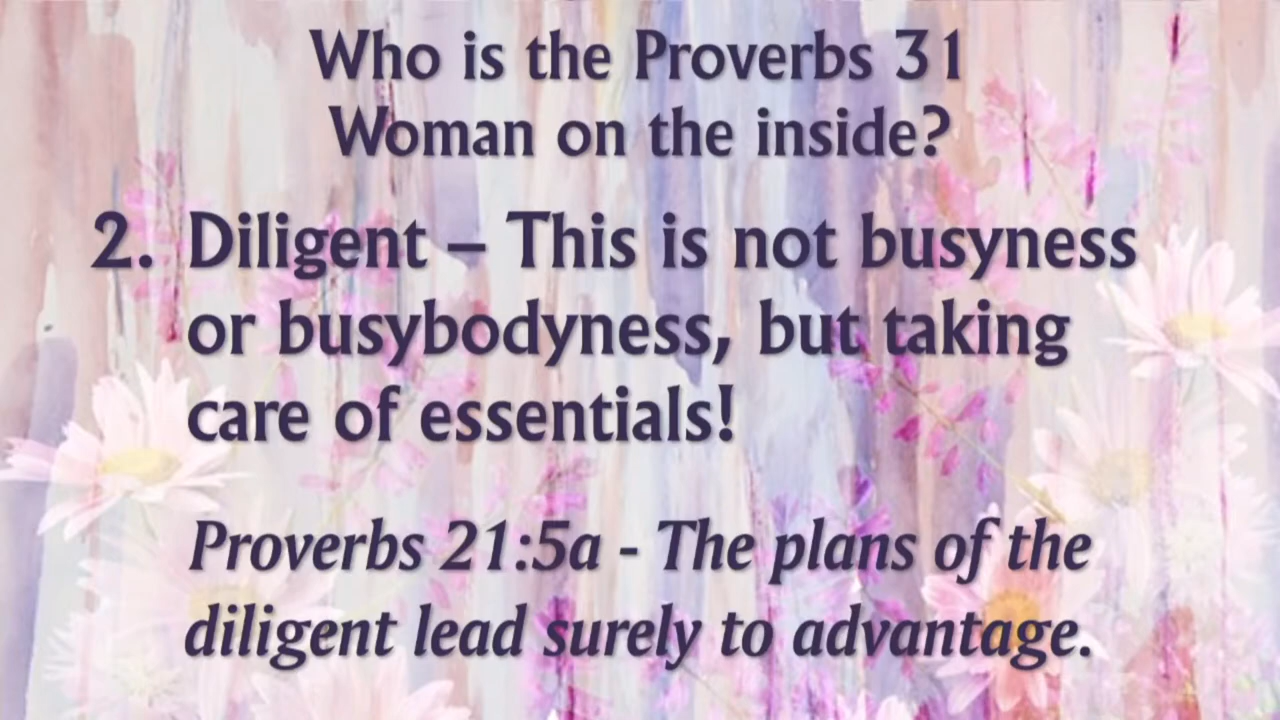 Who is the Proverbs 31
Woman on the inside?
2. Diligent – This is not busyness
or busybodyness, but taking
care of essentials!
Proverbs 21:5a - The plans of the
diligent lead surely to advantage.